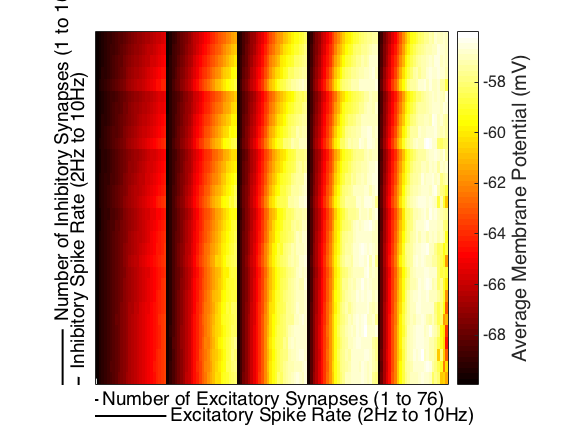 Number of Inhibitory Synapses (1 to 10
Inhibitory Spike Rate (2Hz to 10Hz)
-58
-60
-62
-64
-66
-68
Average Membrane Potential (mV)
Number of Excitatory Synapses (1 to 76)
Excitatory Spike Rate (2Hz to 10Hz)